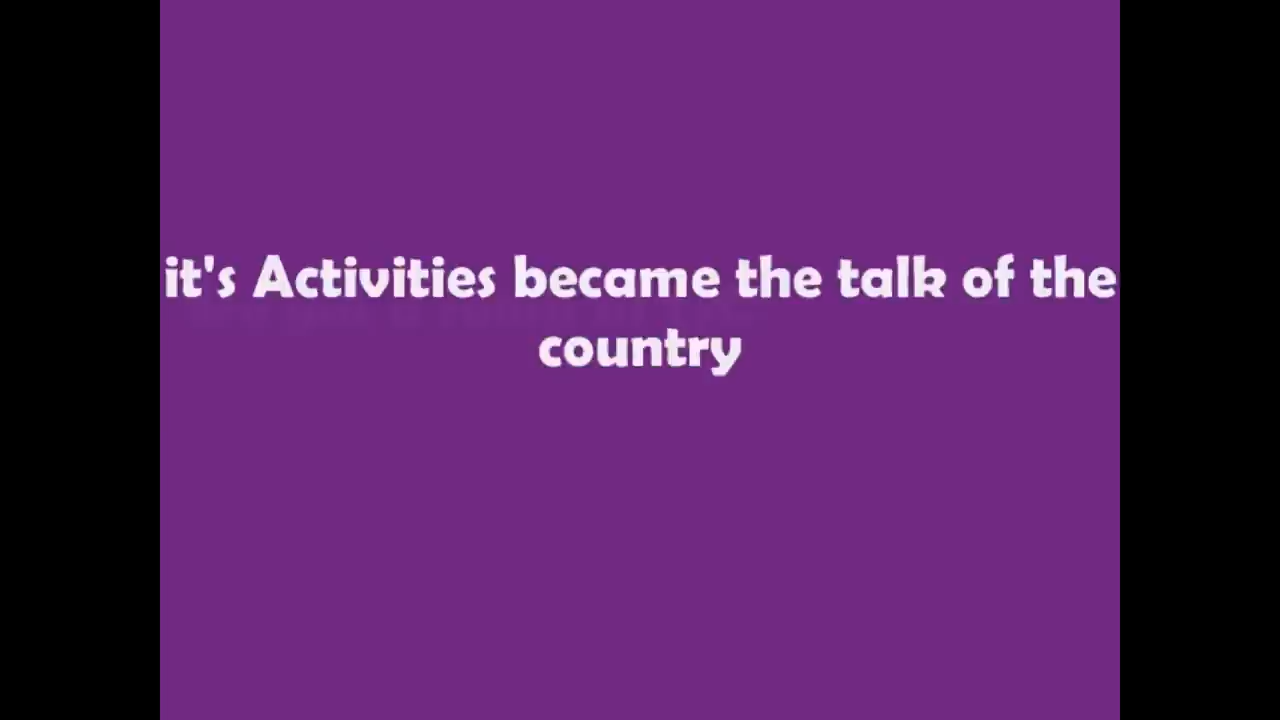 it's Activities became the talk of the
country